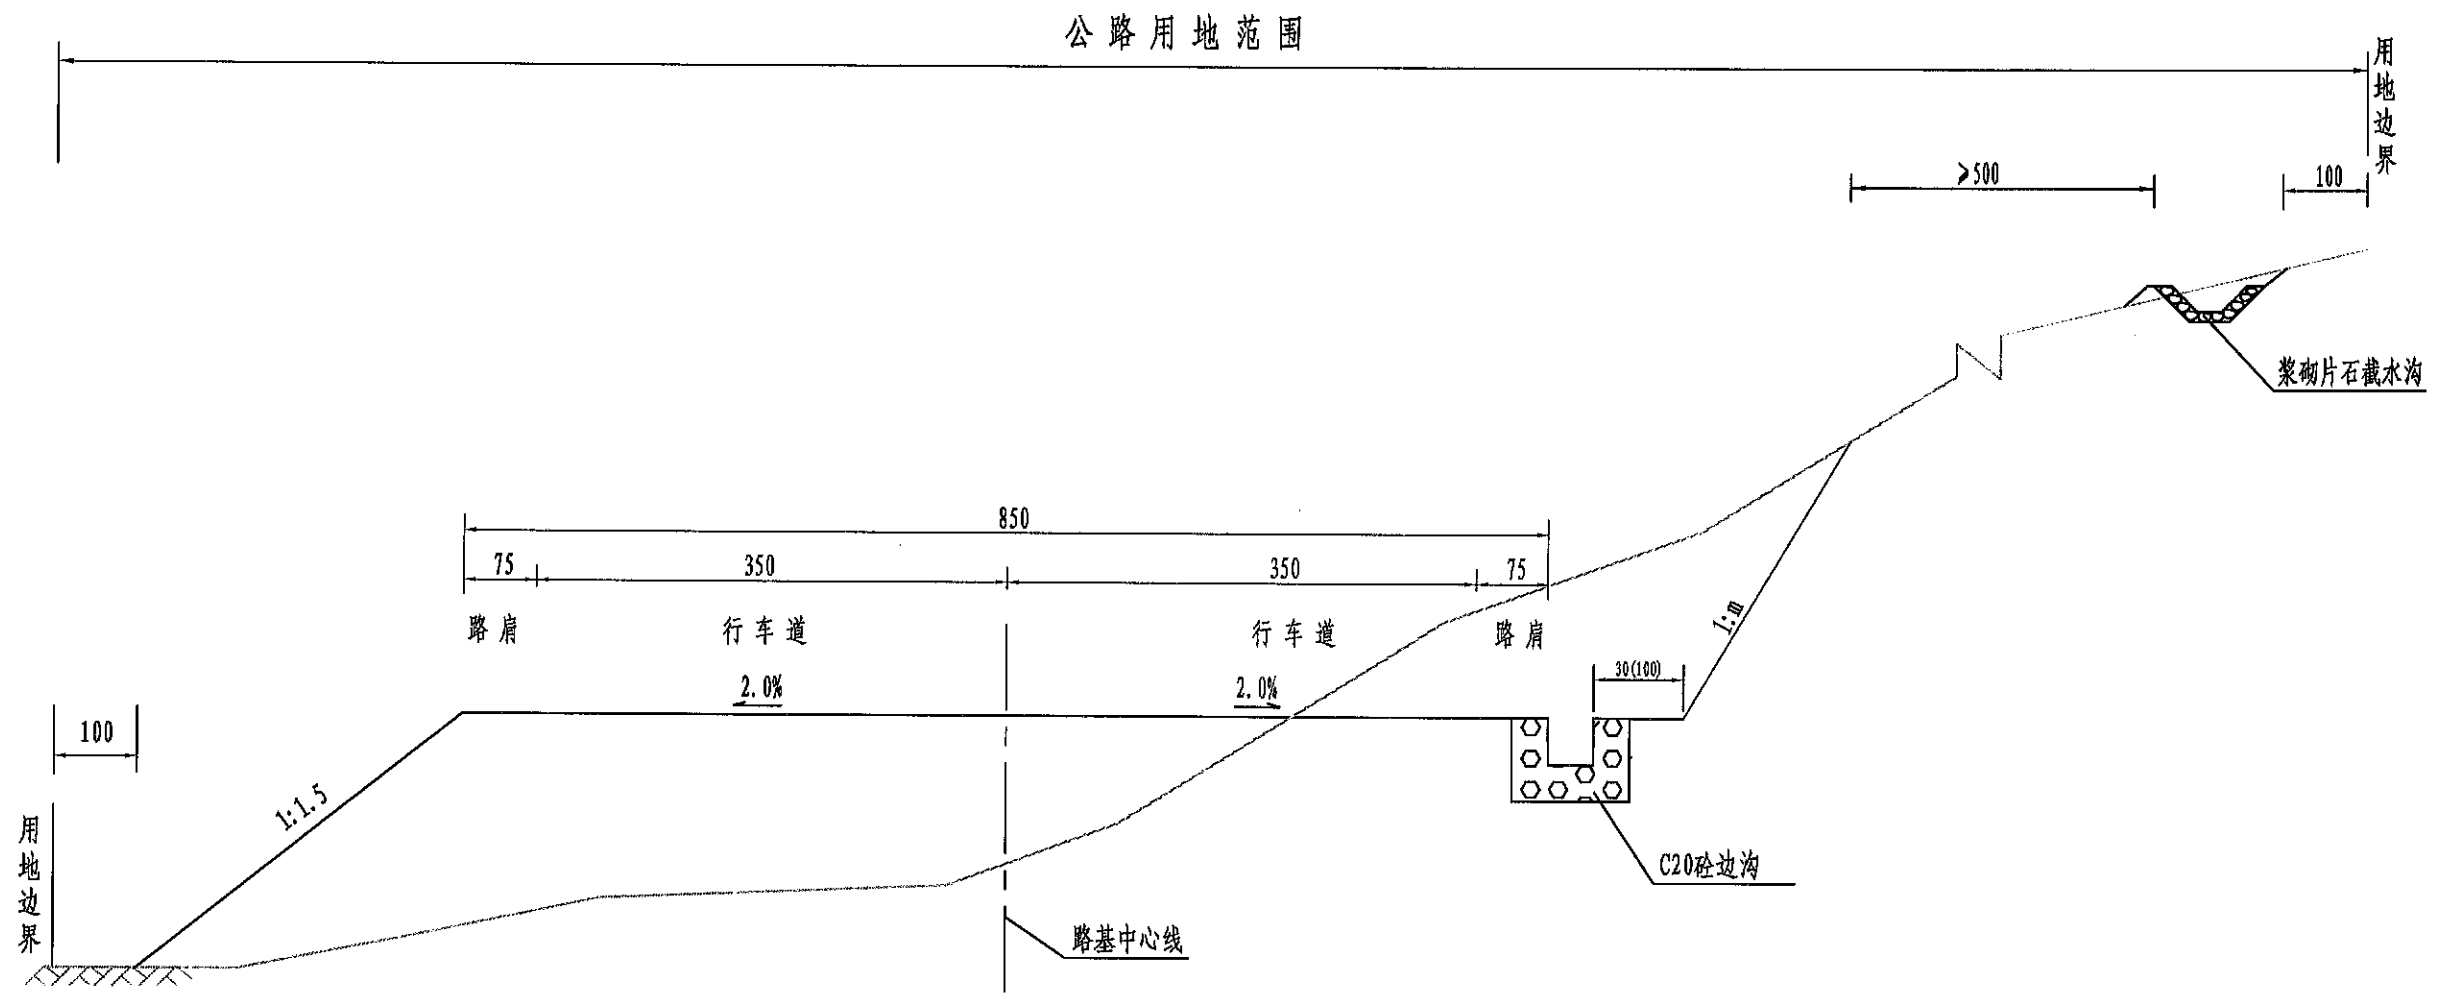 公路用地范围
用地边界
≥500
100
浆砌片石截水沟
850
75
350
350
75
路肩
行车道
行车道
路肩
1:m
30(100)
2.0%
2.0%
100
1:1.5
用地边界
C20砼边沟
路基中心线